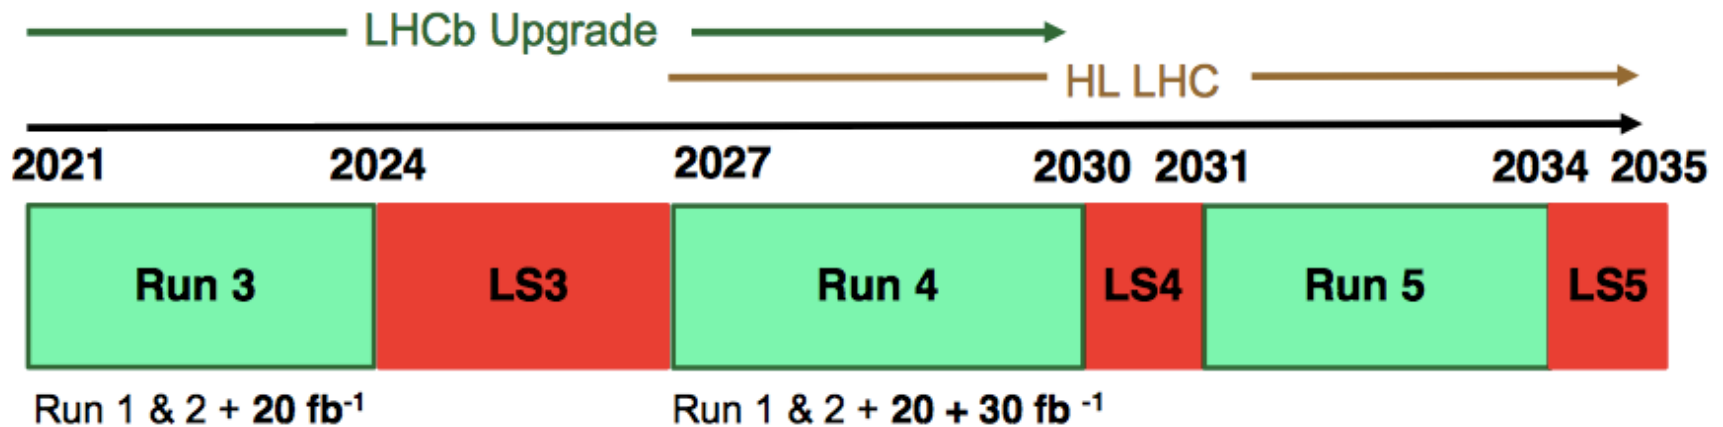 LHCb Upgrade
HL LHC
2021 2024 2027 2030 2031 2034 2035
Run 3 LS3 Run 4 LS4 Run 5 LS5
Run 1 & 2 + 20 fb⁻¹ Run 1 & 2 + 20 + 30 fb ⁻¹